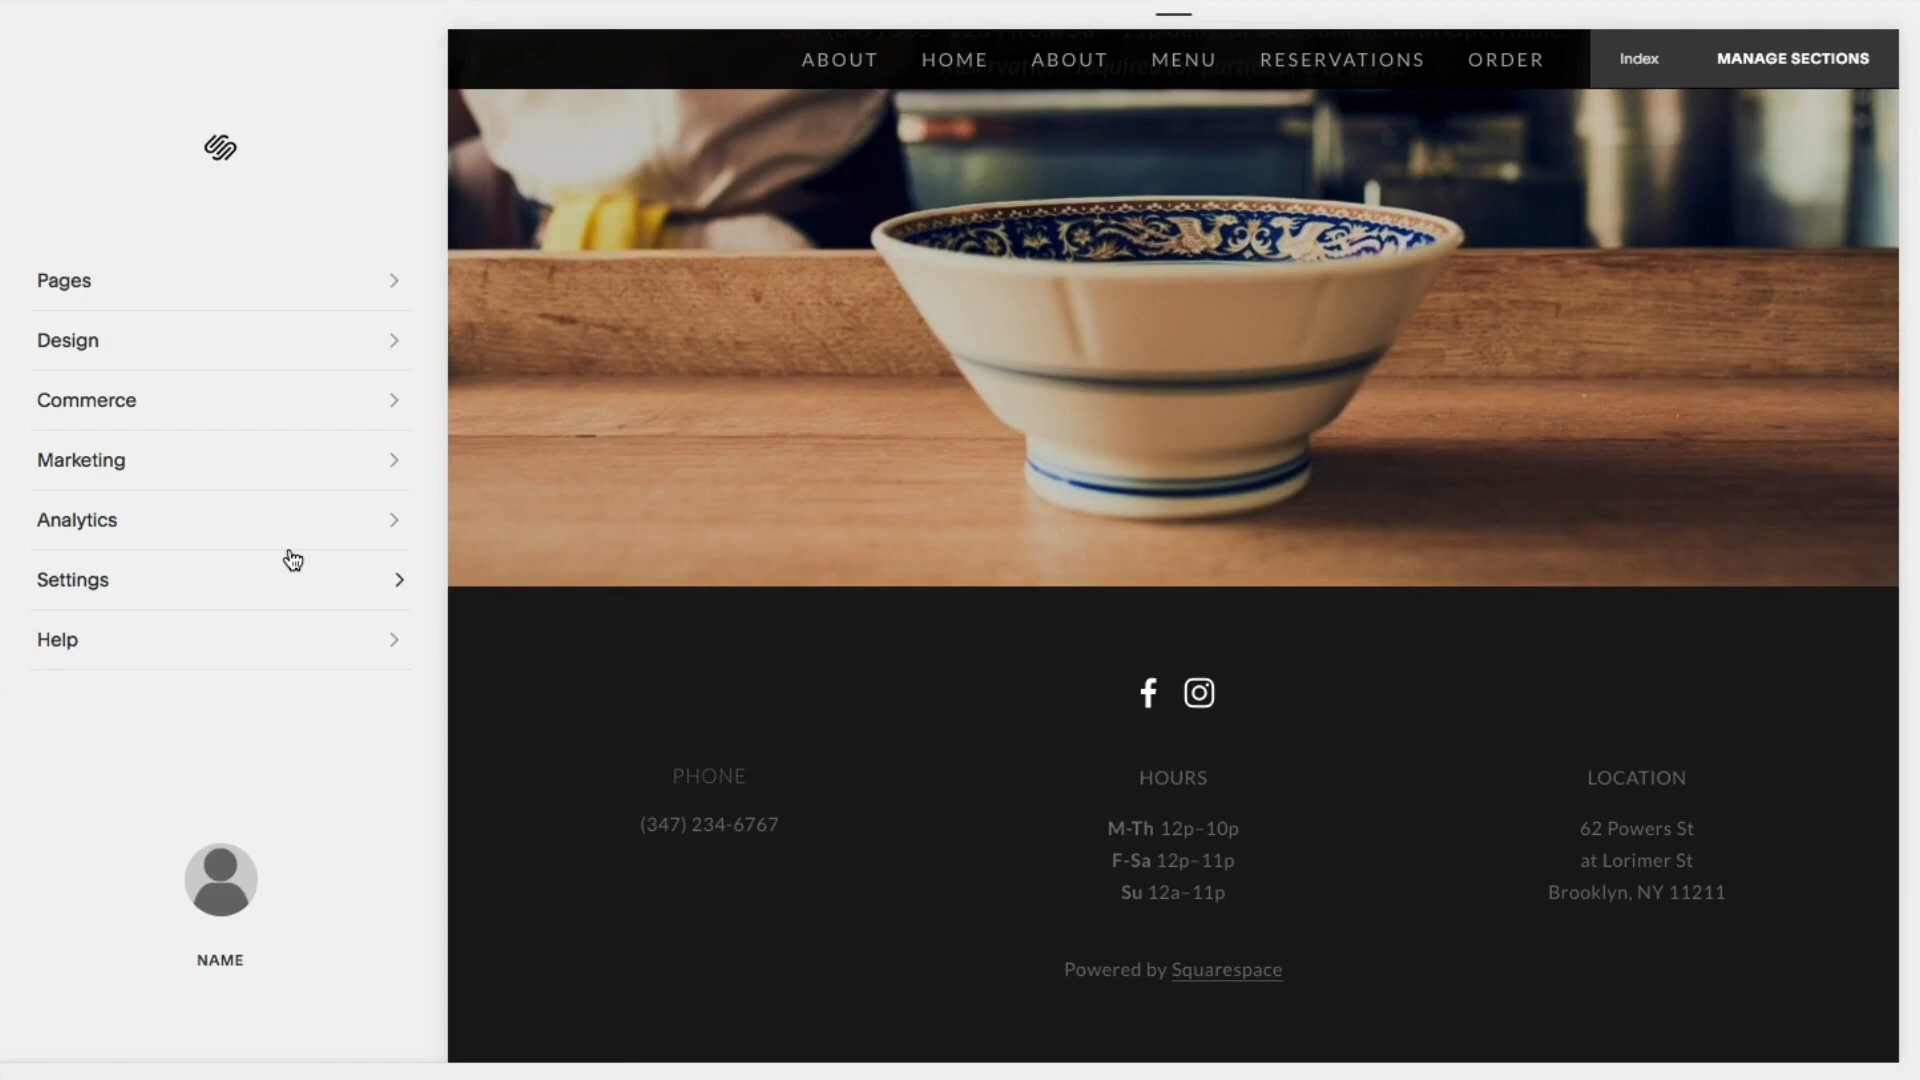 ABOUT HOME ABOUT MENU RESERVATIONS ORDER Index MANAGE SECTIONS
Pages
Design
Commerce
Marketing
Analytics
Settings
Help
NAME
PHONE
(347) 234-6767
HOURS
M-Th 12p–10p
F-Sa 12p–11p
Su 12a–11p
LOCATION
62 Powers St
at Lorimer St
Brooklyn, NY 11211
Powered by Squarespace